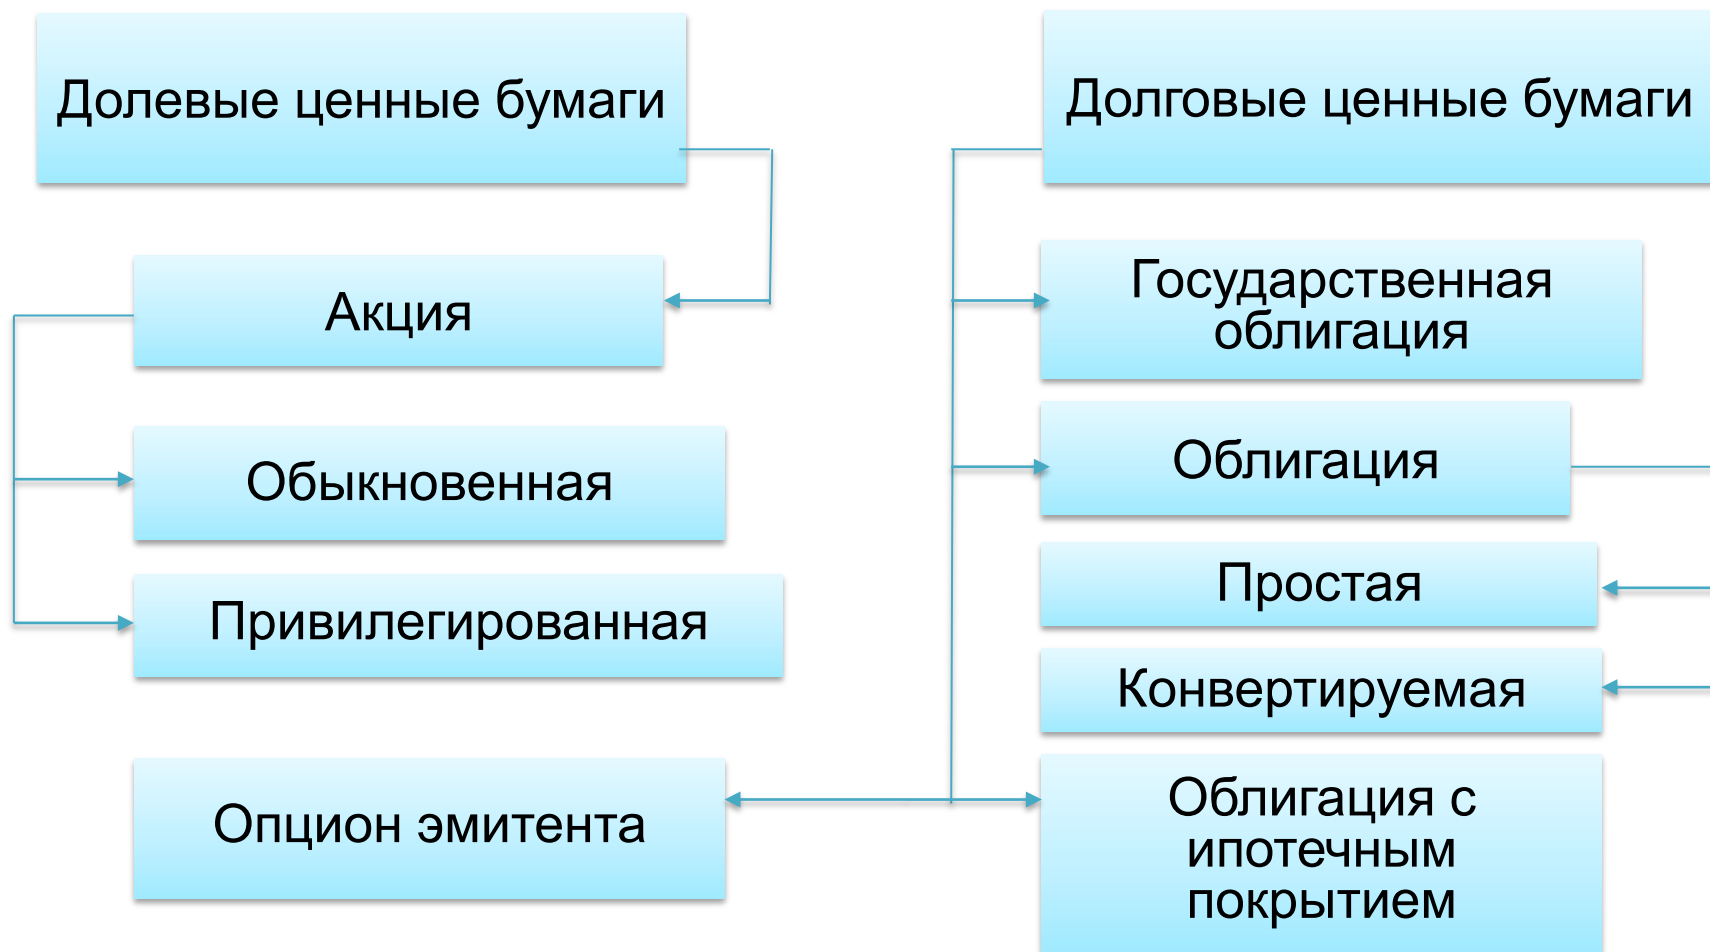 Долевые ценные бумаги
Акция
Обыкновенная
Привилегированная
Опцион эмитента
Долговые ценные бумаги
Государственная
облигация
Облигация
Простая
Конвертируемая
Облигация с
ипотечным
покрытием